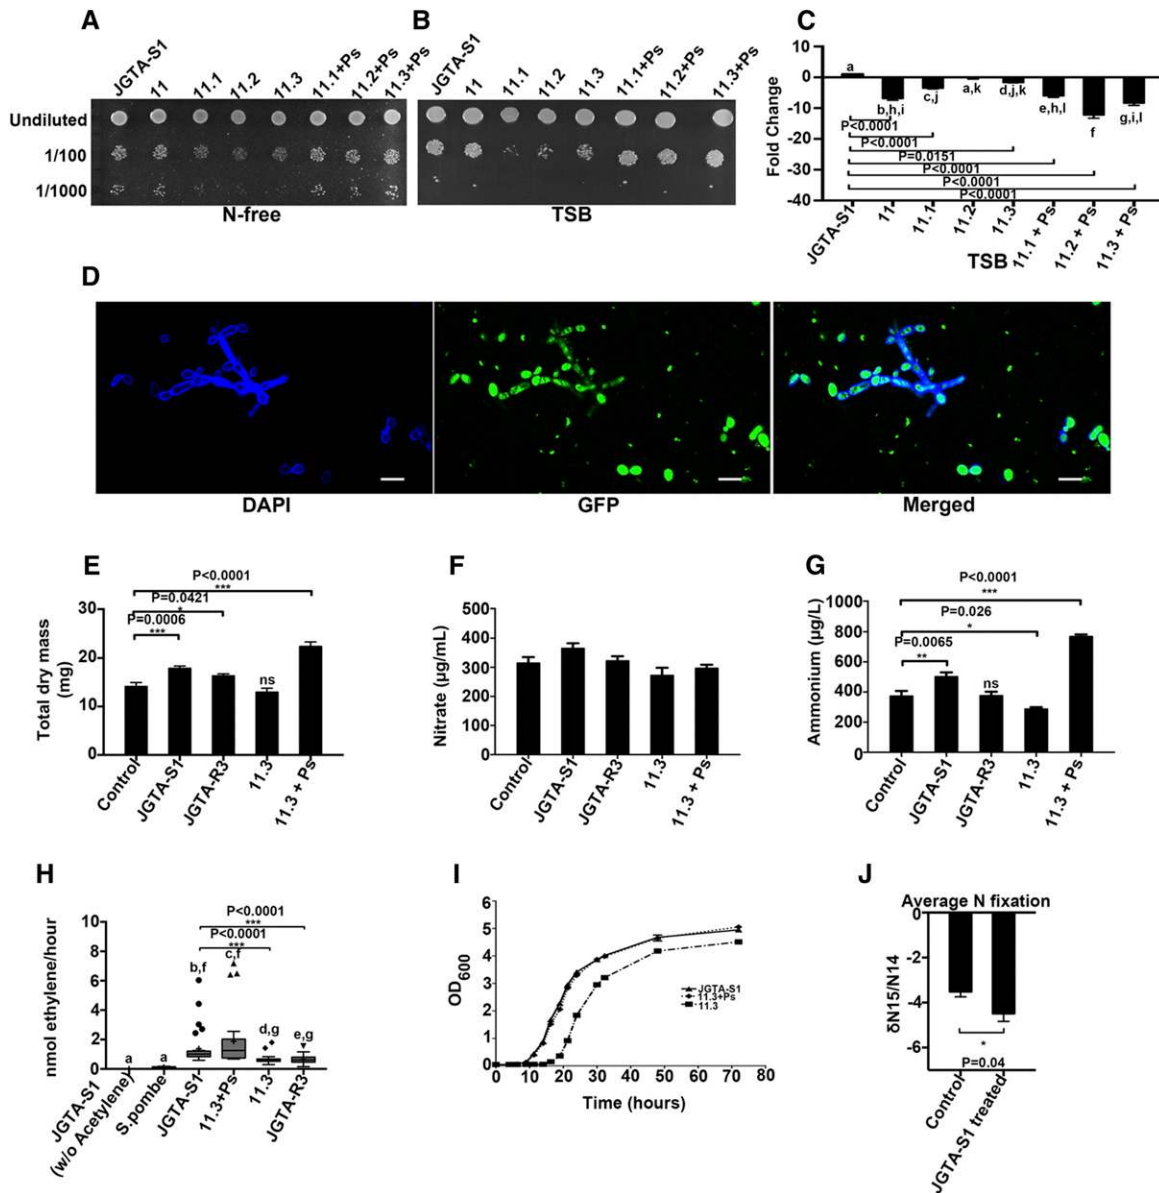 A
JGTA-S1 11 11.1 11.2 11.3 11.1+Ps 11.2+Ps 11.3+Ps
Undiluted
1/100
1/1000
N-free
B
JGTA-S1 11 11.1 11.2 11.3 11.1+Ps 11.2+Ps 11.3+Ps
TSB
C
Fold Change
10
0
-10
-20
-30
-40
a b,h,i c,j a,k d,j,k e,h,l f g,i,l
P<0.0001
P<0.0001
P=0.0151
P<0.0001
P<0.0001
P<0.0001
JGTA-S1 11 11.1 11.2 11.3 11.1 + Ps 11.2 + Ps 11.3 + Ps
TSB
D
DAPI GFP Merged
E
P<0.0001
***
P=0.0421
*
P=0.0006
***
ns
Total dry mass
(mg)
30
20
10
0
Control JGTA-S1 JGTA-R3 11.3 11.3 + Ps
F
Nitrate (µg/mL)
500
400
300
200
100
0
Control JGTA-S1 JGTA-R3 11.3 11.3 + Ps
G
P<0.0001
***
P=0.026
*
P=0.0065
**
ns
Ammonium (µg/L)
1000
800
600
400
200
0
Control JGTA-S1 JGTA-R3 11.3 11.3 + Ps
H
P<0.0001
***
P<0.0001
***
nmol ethylene/hour
10
8
6
4
2
0
a a b,f c,f d,g e,g
JGTA-S1
(w/o Acetylene)
S.pombe JGTA-S1 11.3+Ps 11.3 JGTA-R3
I
OD600
6
5
4
3
2
1
0
JGTA-S1
11.3+Ps
11.3
0 10 20 30 40 50 60 70 80
Time (hours)
J
Average N fixation
δN15/N14
0
-2
-4
-6
*
P=0.04
Control JGTA-S1 treated